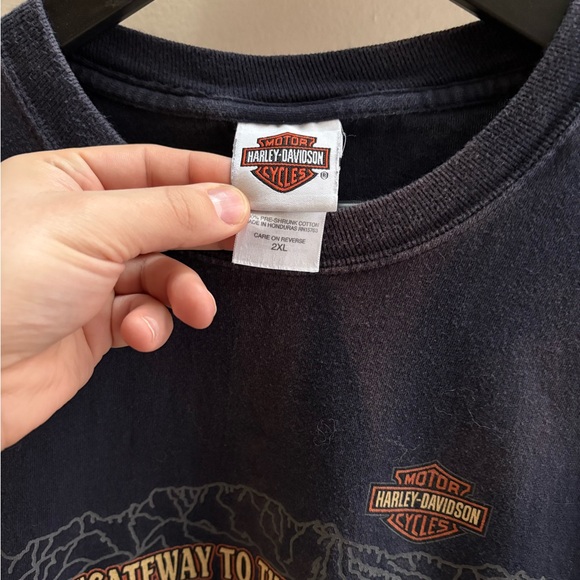 MOTOR
HARLEY-DAVIDSON
CYCLES
®
PRE-SHRUNK COTTON
MADE IN HONDURAS
CARE ON REVERSE
2XL
MOTOR
HARLEY-DAVIDSON
CYCLES
GATEWAY TO